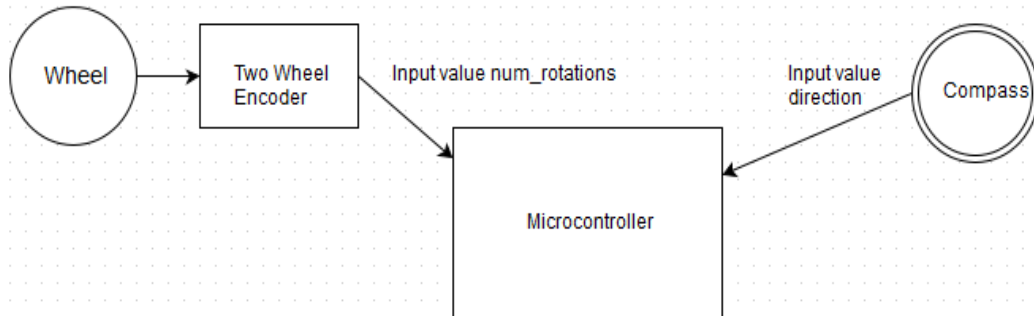 Wheel
Two Wheel
Encoder
Input value num_rotations
Input value
direction
Compass
Microcontroller